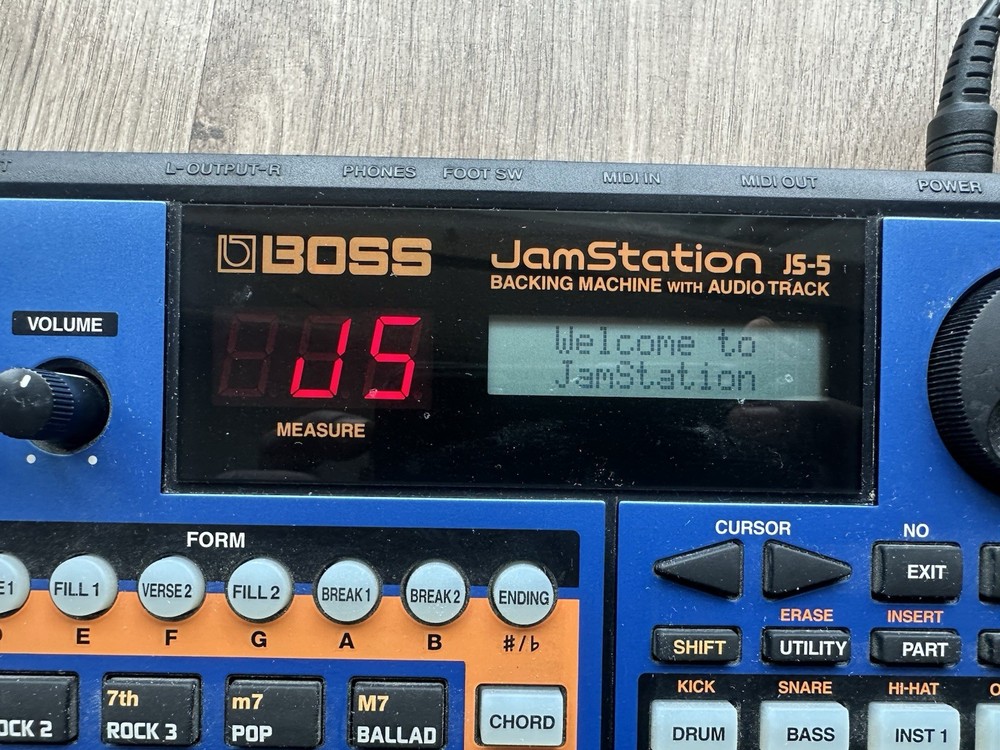 L-OUTPUT-R PHONES FOOT SW MIDI IN MIDI OUT POWER
BOSS
JamStation JS-5
BACKING MACHINE WITH AUDIO TRACK
VOLUME
JS
Welcome to
JamStation
MEASURE
FORM
CURSOR
NO
FILL 1
VERSE 2
FILL 2
BREAK 1
BREAK 2
ENDING
EXIT
E F G A B #/b
ERASE INSERT
SHIFT UTILITY PART
7th
ROCK 3
m7
POP
M7
BALLAD
CHORD
KICK SNARE HI-HAT
DRUM BASS INST 1